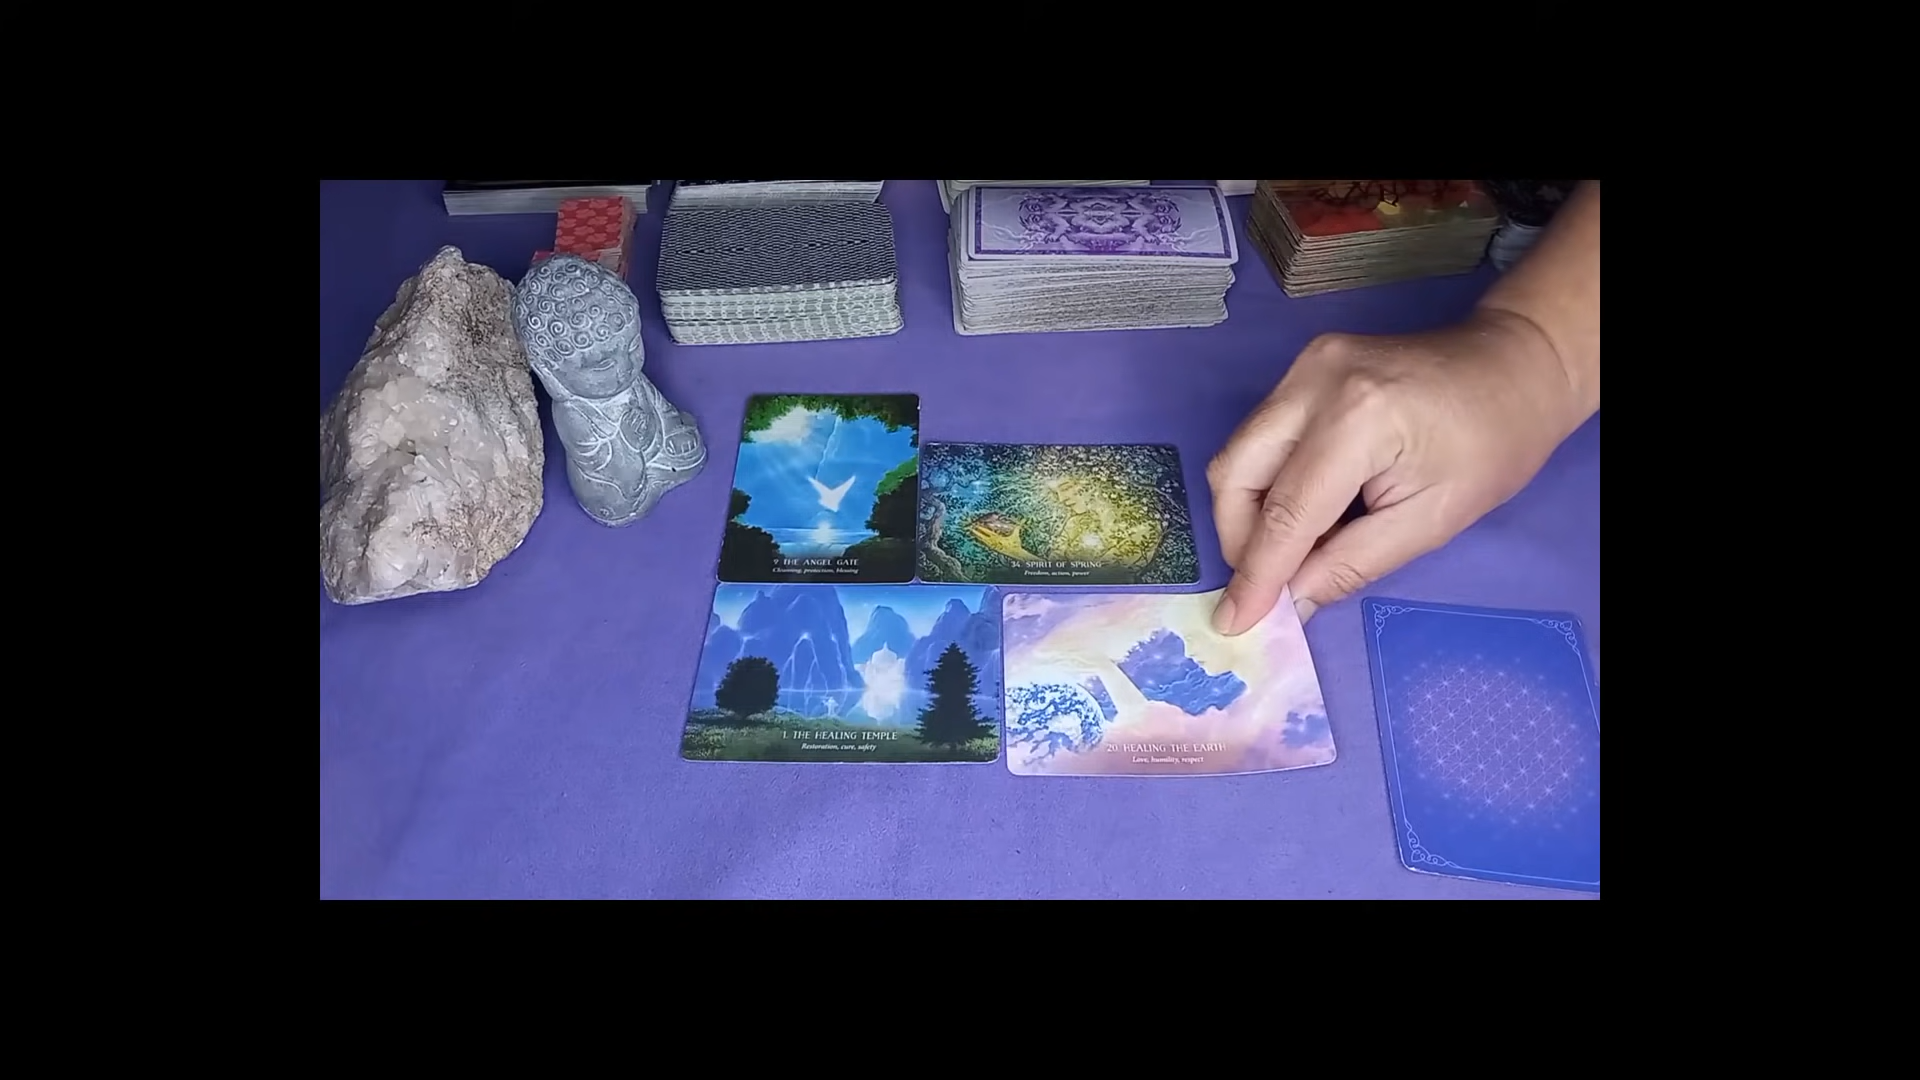 9 THE ANGEL GATE
Cleansing, protection, blessing
34 SPIRIT OF SPRING
Freedom, action, power
1. THE HEALING TEMPLE
Restoration, cure, safety
20 HEALING THE EARTH
Love, humility, respect